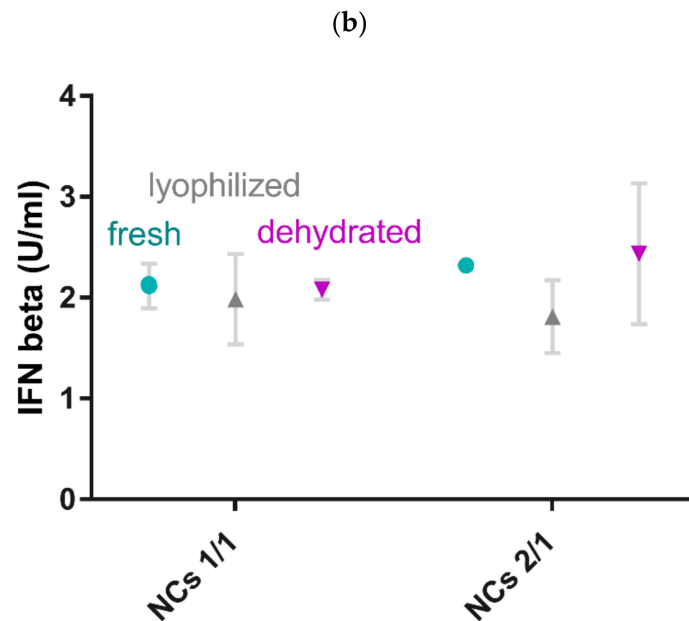 (b)
4
3
2
1
0
IFN beta (U/ml)
lyophilized
fresh
dehydrated
NCs 1/1
NCs 2/1